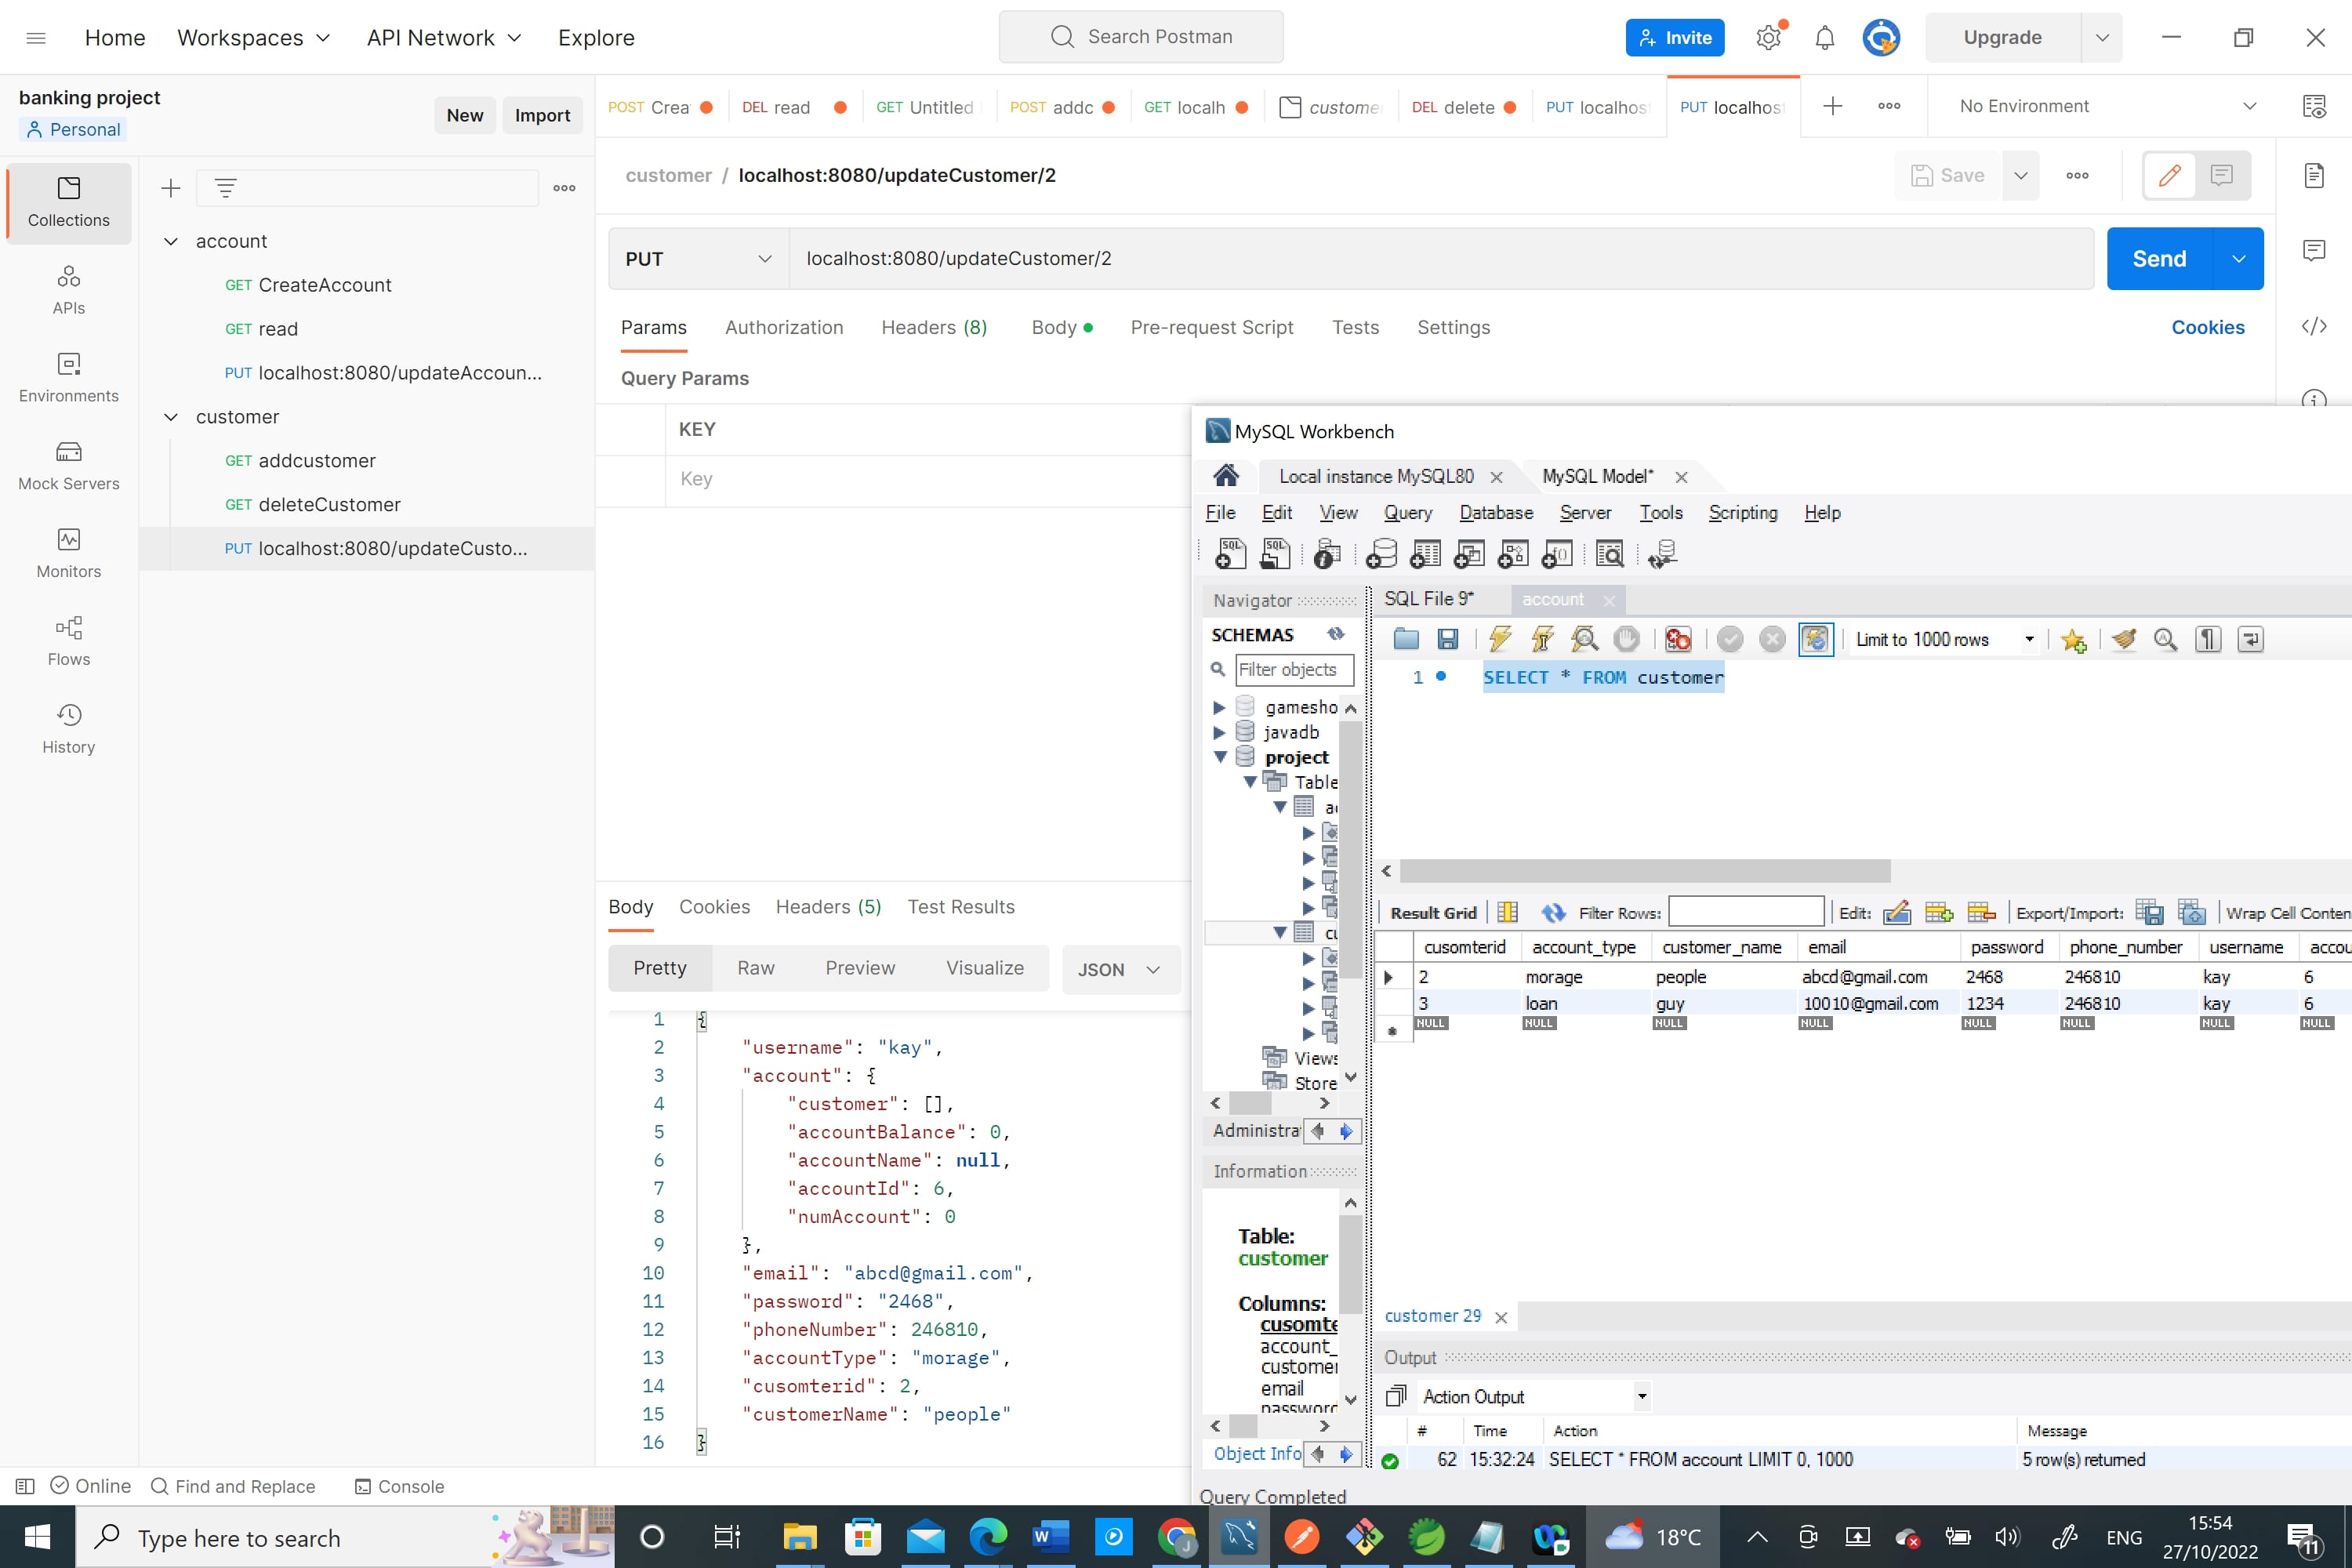 Home Workspaces API Network Explore Search Postman Invite Upgrade
banking project
Personal
New Import
POST Crea DEL read GET Untitled POST addc GET localh custome DEL delete PUT localhos PUT localhos No Environment
customer / localhost:8080/updateCustomer/2 Save
Collections
APIs
Environments
Mock Servers
Monitors
Flows
History
account
GET CreateAccount
GET read
PUT localhost:8080/updateAccoun...
customer
GET addcustomer
GET deleteCustomer
PUT localhost:8080/updateCusto...
PUT localhost:8080/updateCustomer/2 Send
Params Authorization Headers (8) Body Pre-request Script Tests Settings Cookies
Query Params
KEY
Key
Body Cookies Headers (5) Test Results
Pretty Raw Preview Visualize JSON
1 {
2 "username": "kay",
3 "account": {
4 "customer": [],
5 "accountBalance": 0,
6 "accountName": null,
7 "accountId": 6,
8 "numAccount": 0
9 },
10 "email": "abcd@gmail.com",
11 "password": "2468",
12 "phoneNumber": 246810,
13 "accountType": "morage",
14 "cusomterid": 2,
15 "customerName": "people"
16 }
MySQL Workbench
Local instance MySQL80 MySQL Model*
File Edit View Query Database Server Tools Scripting Help
Navigator
SCHEMAS
Filter objects
gamesho
javadb
project
Table
ac
cu
Views
Store
Administra
Information
Table:
customer
Columns:
cusomte
account_
customer
email
password
Object Info
Query Completed
SQL File 9* account
Limit to 1000 rows
1 SELECT * FROM customer
Result Grid Filter Rows: Edit: Export/Import: Wrap Cell Conten
cusomterid account_type customer_name email password phone_number username accou
2 morage people abcd@gmail.com 2468 246810 kay 6
3 loan guy 10010@gmail.com 1234 246810 kay 6
NULL NULL NULL NULL NULL NULL NULL NULL
customer 29
Output
Action Output
# Time Action Message
62 15:32:24 SELECT * FROM account LIMIT 0, 1000 5 row(s) returned
Online Find and Replace Console
Type here to search 18°C ENG 15:54
27/10/2022 11